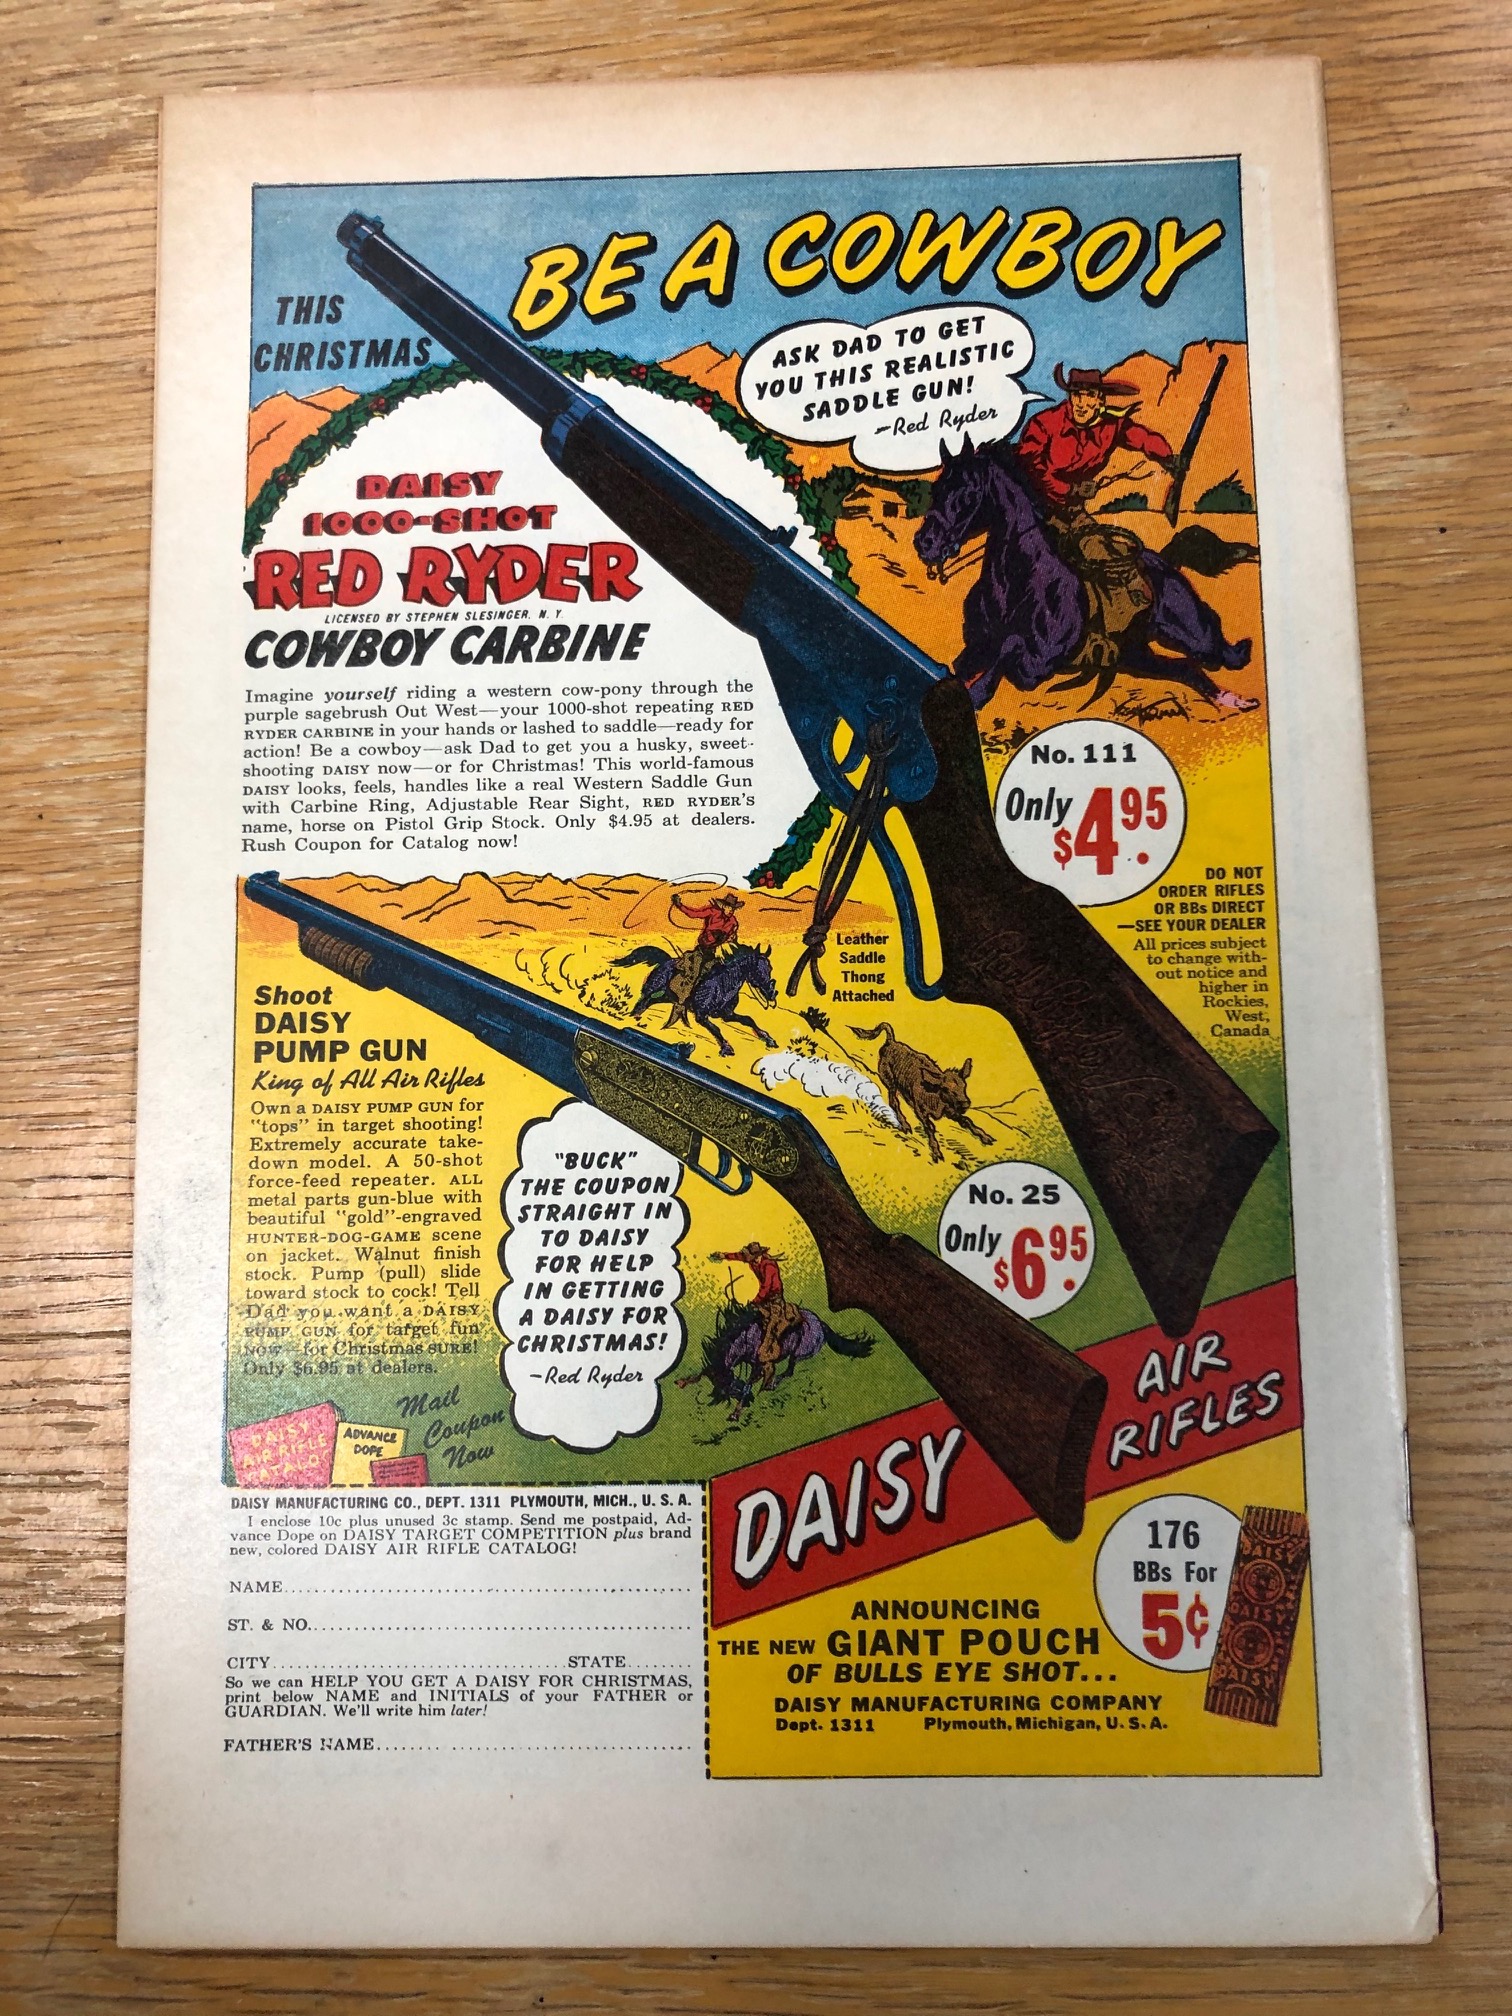 BE A COWBOY
THIS
CHRISTMAS
ASK DAD TO GET
YOU THIS REALISTIC
SADDLE GUN!
-Red Ryder
DAISY
1000-SHOT
RED RYDER
LICENSED BY STEPHEN SLESINGER, N. Y.
COWBOY CARBINE
Imagine yourself riding a western cow-pony through the
purple sagebrush Out West—your 1000-shot repeating RED
RYDER CARBINE in your hands or lashed to saddle—ready for
action! Be a cowboy—ask Dad to get you a husky, sweet-
shooting DAISY now—or for Christmas! This world-famous
DAISY looks, feels, handles like a real Western Saddle Gun
with Carbine Ring, Adjustable Rear Sight, RED RYDER'S
name, horse on Pistol Grip Stock. Only $4.95 at dealers.
Rush Coupon for Catalog now!
No. 111
Only $4.95
DO NOT
ORDER RIFLES
OR BBs DIRECT
—SEE YOUR DEALER
All prices subject
to change with-
out notice and
higher in
Rockies,
West,
Canada
Leather
Saddle
Thong
Attached
Shoot
DAISY
PUMP GUN
King of All Air Rifles
Own a DAISY PUMP GUN for
"tops" in target shooting!
Extremely accurate take-
down model. A 50-shot
force-feed repeater. ALL
metal parts gun-blue with
beautiful "gold"-engraved
HUNTER-DOG-GAME scene
on jacket. Walnut finish
stock. Pump (pull) slide
toward stock to cock! Tell
Dad you want a DAISY
PUMP GUN for target fun
NOW—for Christmas SURE!
Only $6.95 at dealers.
"BUCK"
THE COUPON
STRAIGHT IN
TO DAISY
FOR HELP
IN GETTING
A DAISY FOR
CHRISTMAS!
-Red Ryder
No. 25
Only $6.95
DAISY
AIR RIFLE
CATALOG
ADVANCE
DOPE
Mail
Coupon
Now
DAISY
AIR
RIFLES
DAISY MANUFACTURING CO., DEPT. 1311 PLYMOUTH, MICH., U. S. A.
I enclose 10c plus unused 3c stamp. Send me postpaid, Ad-
vance Dope on DAISY TARGET COMPETITION plus brand
new, colored DAISY AIR RIFLE CATALOG!
NAME
ST. & NO.
CITY STATE
So we can HELP YOU GET A DAISY FOR CHRISTMAS,
print below NAME and INITIALS of your FATHER or
GUARDIAN. We'll write him later!
FATHER'S NAME
176
BBs For
5¢
DAISY
DAISY
DAISY
ANNOUNCING
THE NEW GIANT POUCH
OF BULLS EYE SHOT...
DAISY MANUFACTURING COMPANY
Dept. 1311 Plymouth, Michigan, U. S. A.